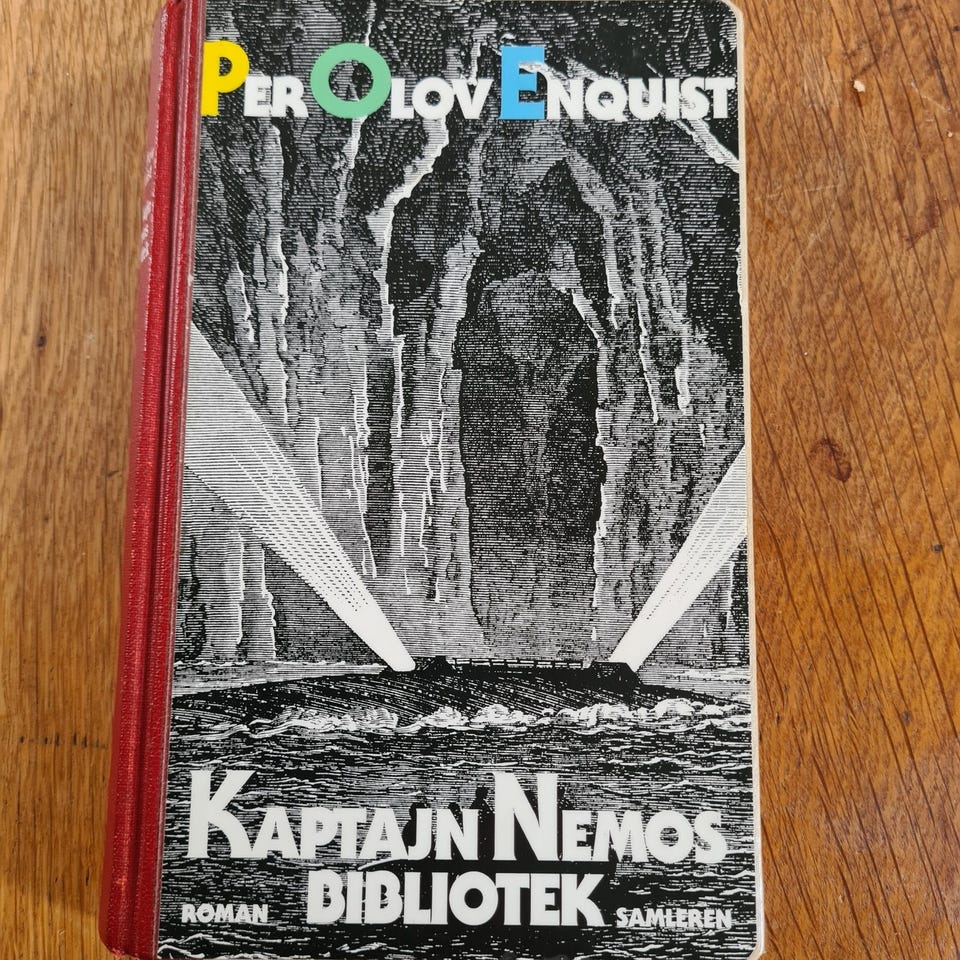 PER OLOV ENQUIST
KAPTAJN NEMOS
BIBLIOTEK
ROMAN
SAMLEREN